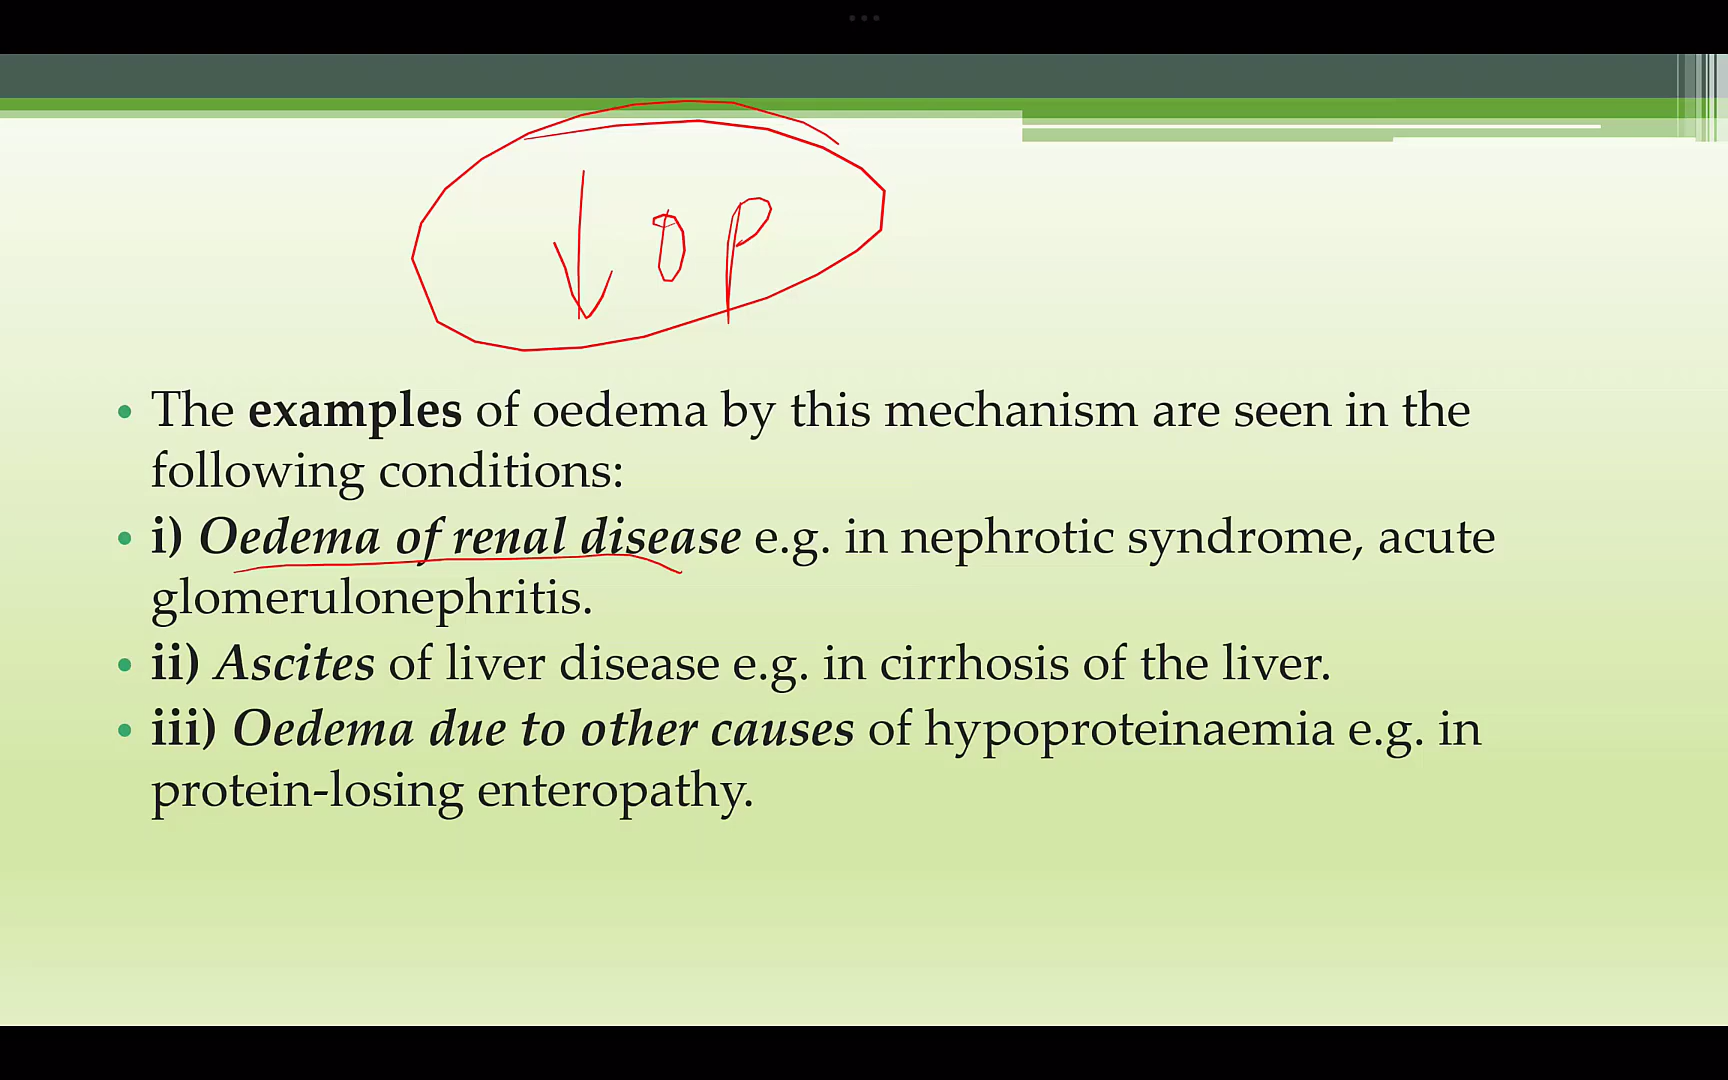 ↓ OP
• The examples of oedema by this mechanism are seen in the
following conditions:
• i) Oedema of renal disease e.g. in nephrotic syndrome, acute
glomerulonephritis.
• ii) Ascites of liver disease e.g. in cirrhosis of the liver.
• iii) Oedema due to other causes of hypoproteinaemia e.g. in
protein-losing enteropathy.